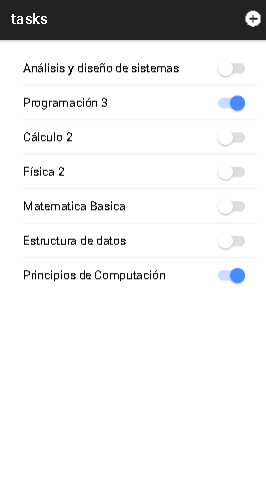 tasks
Análisis y diseño de sistemas
Programación 3
Cálculo 2
Física 2
Matematica Basica
Estructura de datos
Principios de Computación